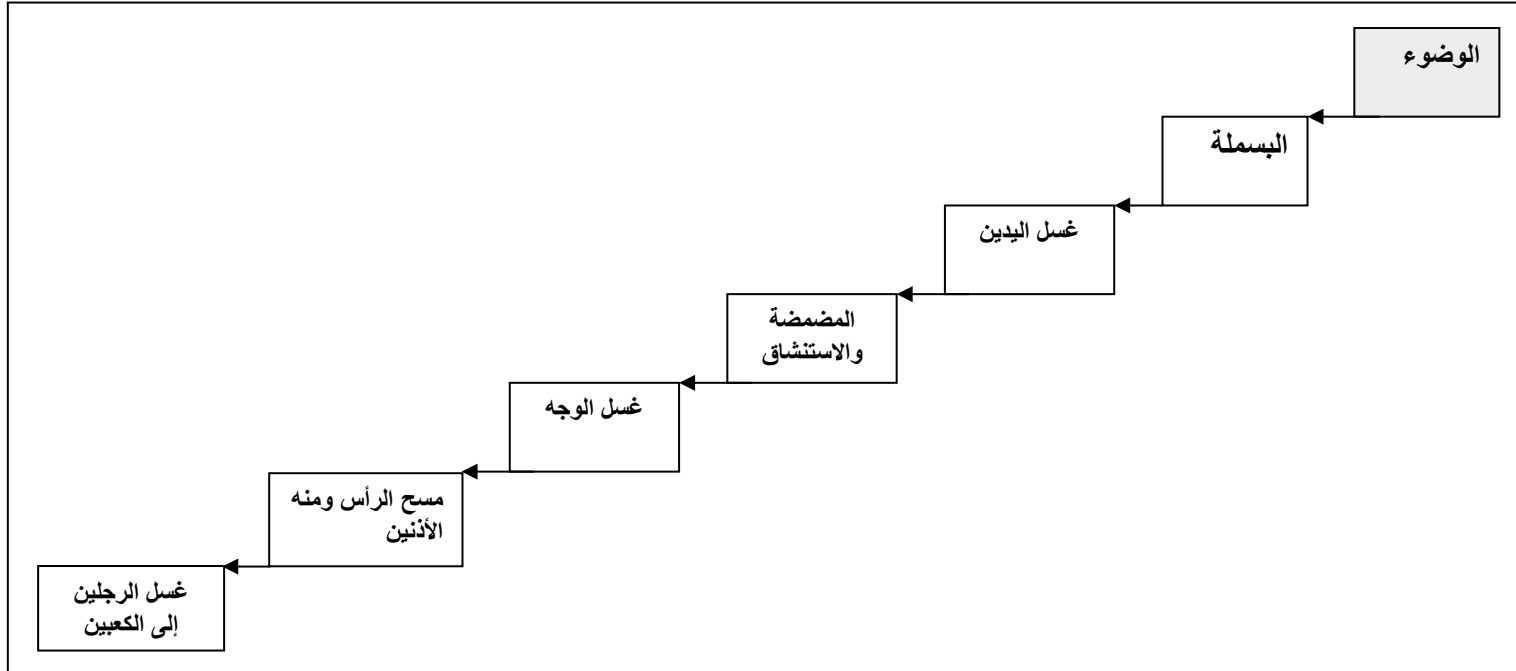 الوضوء
البسملة
غسل اليدين
المضمضة
والاستنشاق
غسل الوجه
مسح الرأس ومنه
الأذنين
غسل الرجلين
إلى الكعبين